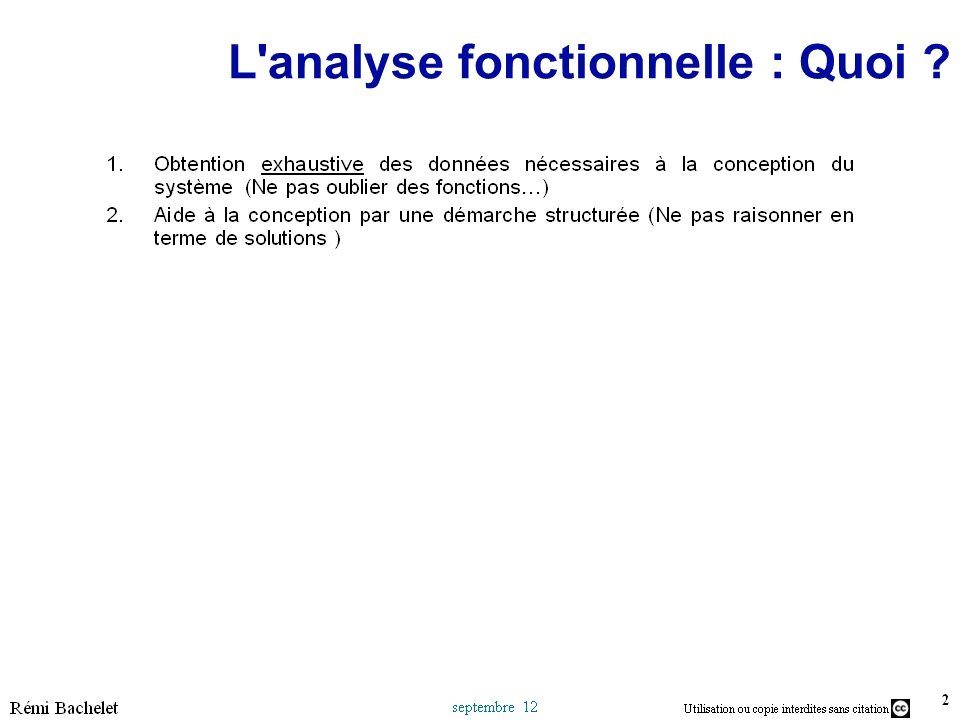 L'analyse fonctionnelle : Quoi ?
1. Obtention exhaustive des données nécessaires à la conception du
système (Ne pas oublier des fonctions…)
2. Aide à la conception par une démarche structurée (Ne pas raisonner en
terme de solutions )
Rémi Bachelet
septembre 12
Utilisation ou copie interdites sans citation
cc
2